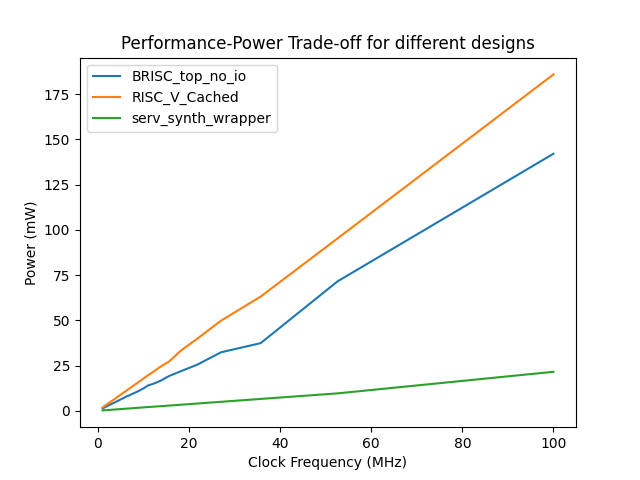 Performance-Power Trade-off for different designs
BRISC_top_no_io
RISC_V_Cached
serv_synth_wrapper
Power (mW)
175
150
125
100
75
50
25
0
0 20 40 60 80 100
Clock Frequency (MHz)